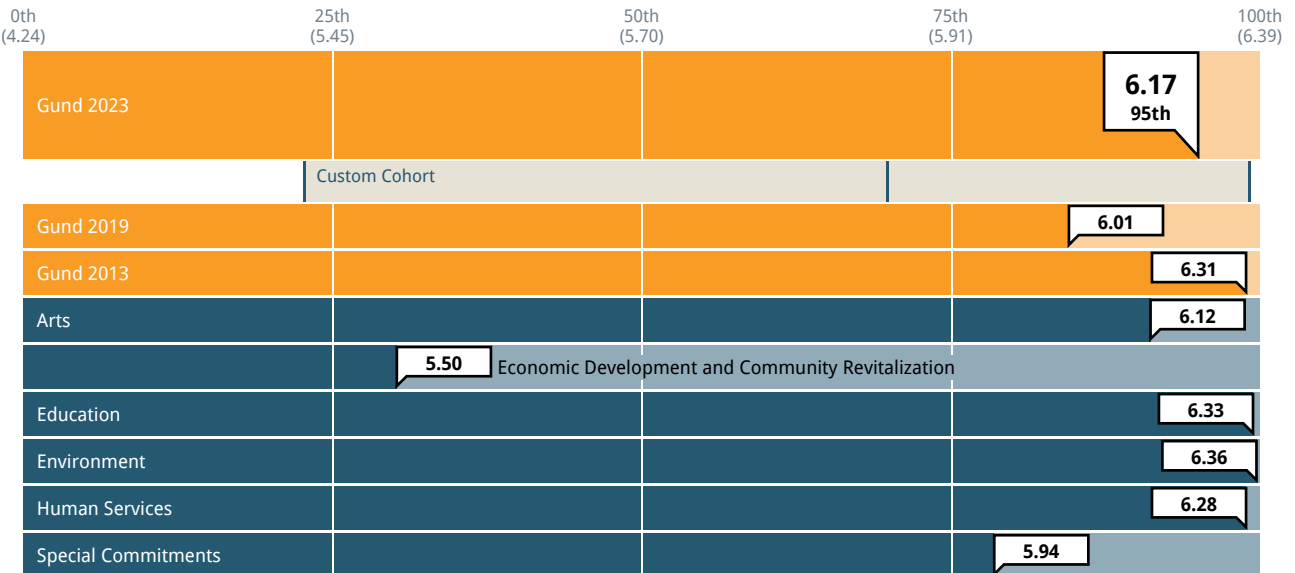 0th 25th 50th 75th 100th
(4.24) (5.45) (5.70) (5.91) (6.39)
Gund 2023 6.17
95th
Custom Cohort
Gund 2019 6.01
Gund 2013 6.31
Arts 6.12
5.50 Economic Development and Community Revitalization
Education 6.33
Environment 6.36
Human Services 6.28
Special Commitments 5.94